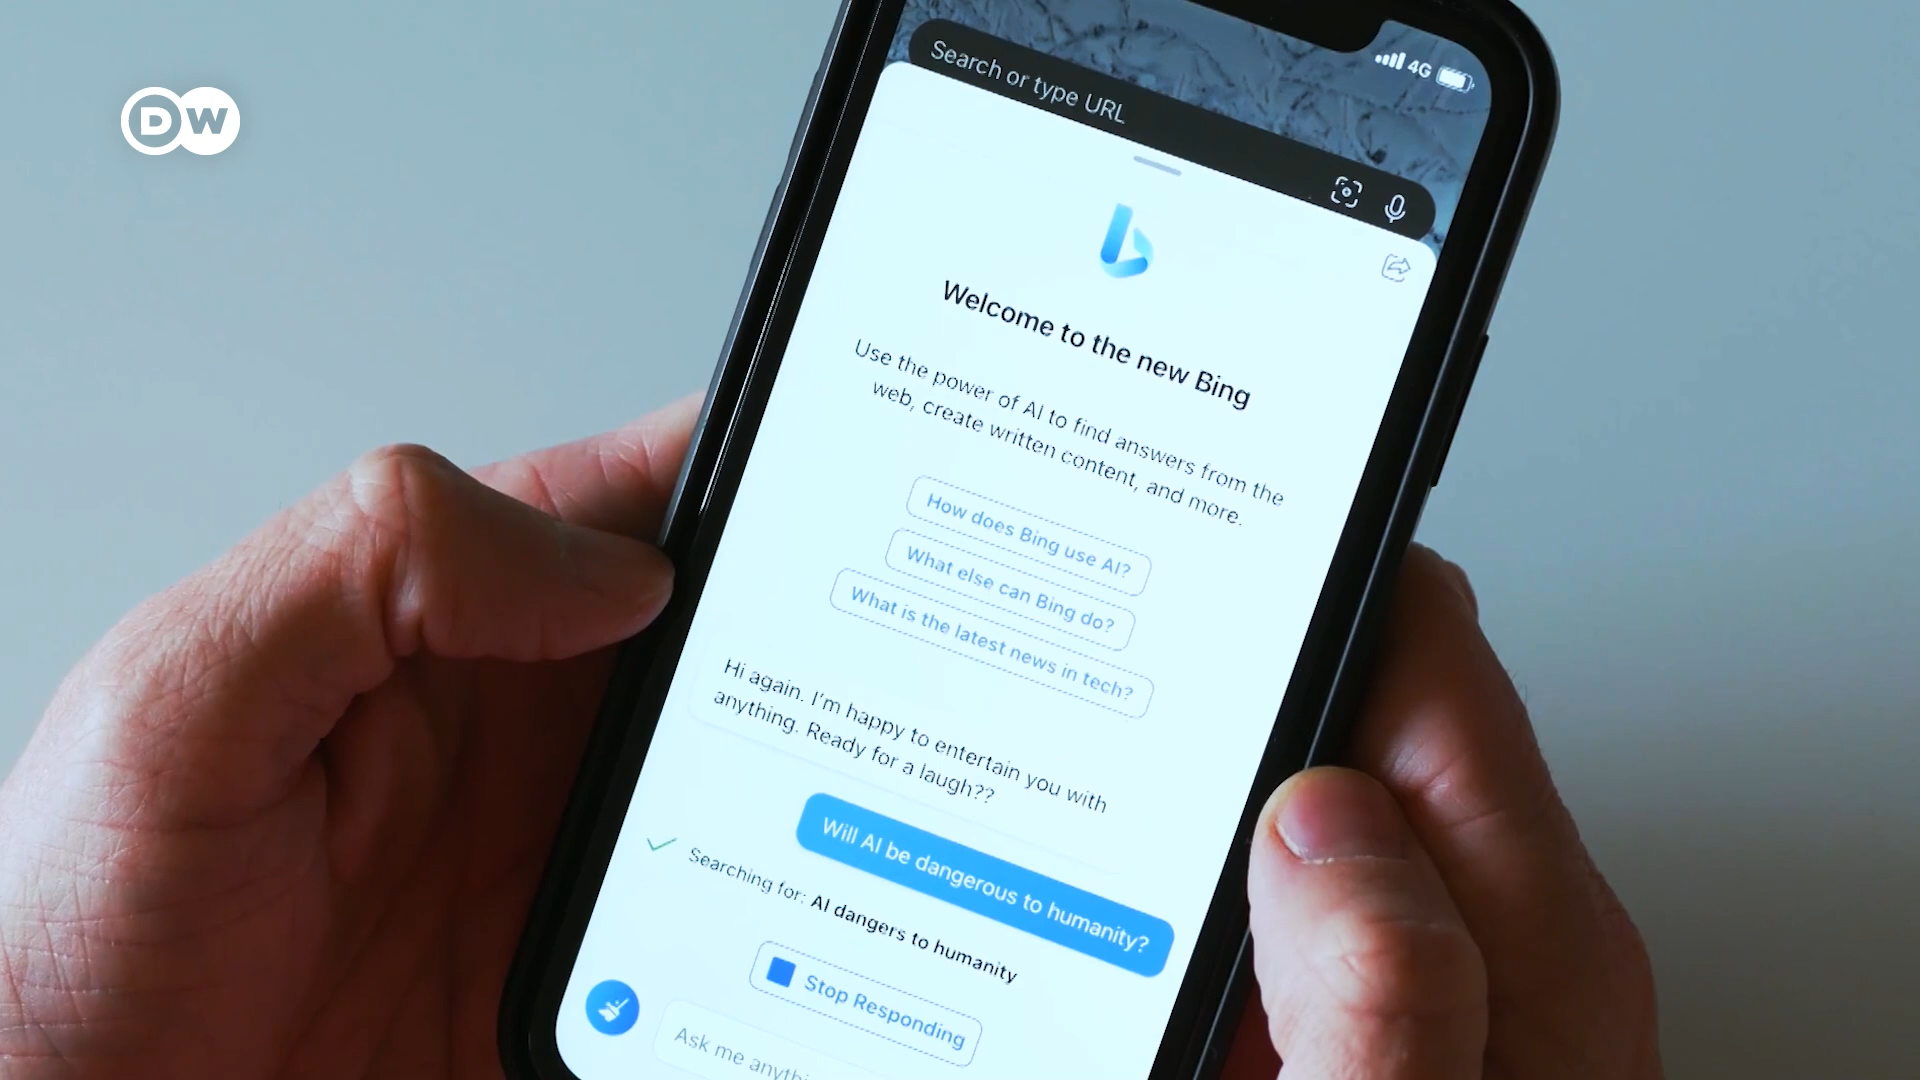 DW
4G
Search or type URL
Welcome to the new Bing
Use the power of AI to find answers from the
web, create written content, and more.
How does Bing use AI?
What else can Bing do?
What is the latest news in tech?
Hi again. I'm happy to entertain you with
anything. Ready for a laugh??
Will AI be dangerous to humanity?
Searching for: AI dangers to humanity
Stop Responding
Ask me